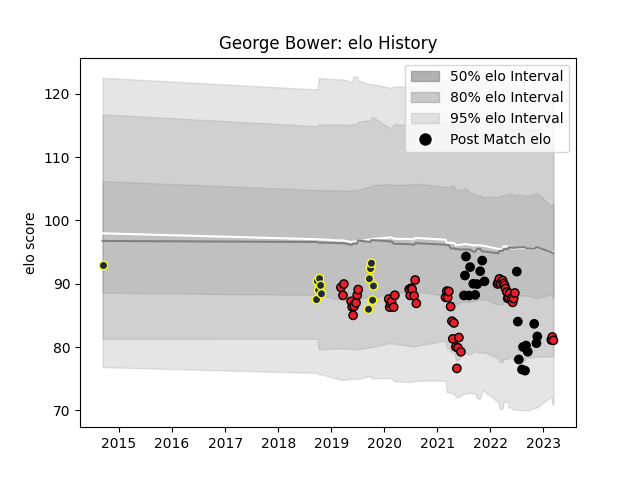 George Bower: elo History
50% elo Interval
80% elo Interval
95% elo Interval
Post Match elo
elo score
120
110
100
90
80
70
2015 2016 2017 2018 2019 2020 2021 2022 2023